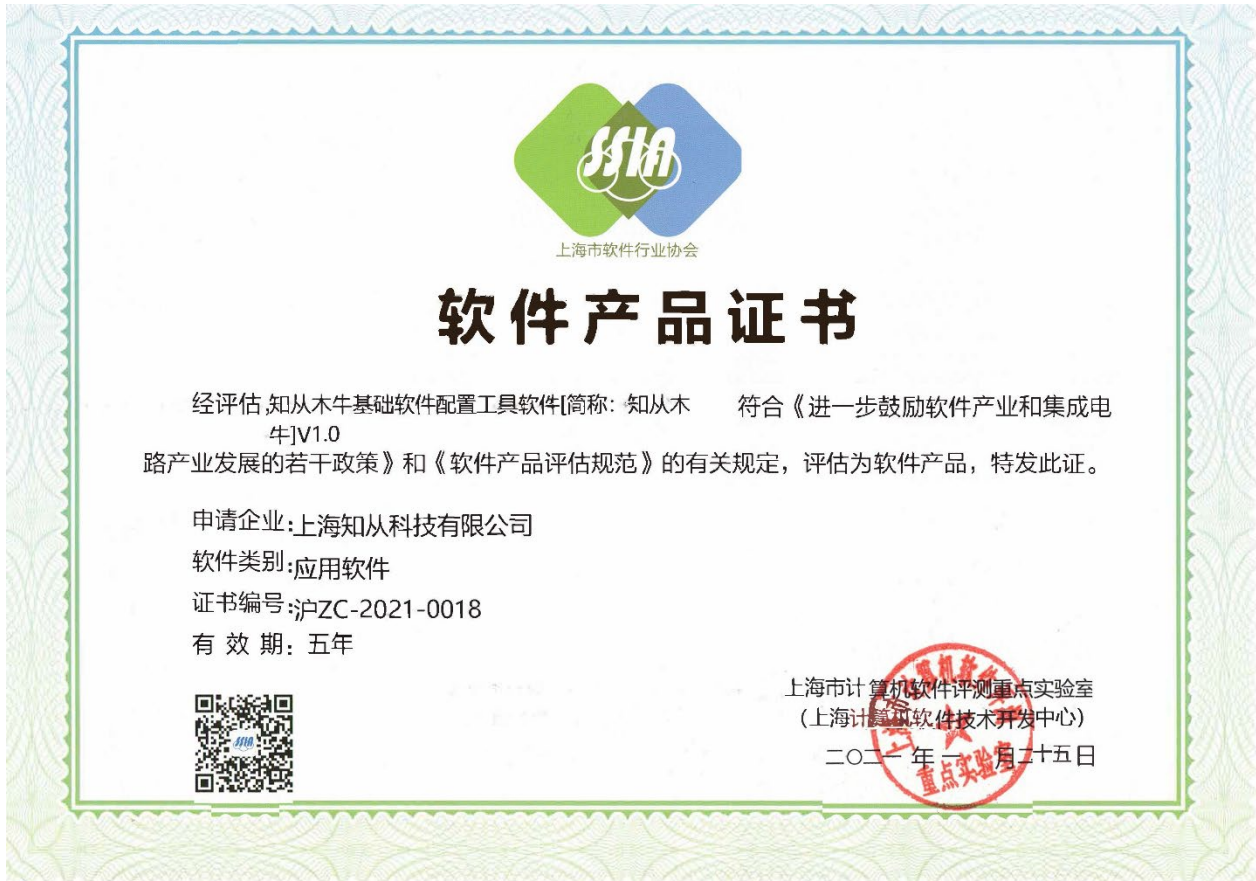 SSIA
上海市软件行业协会
软件产品证书
经评估,知从木牛基础软件配置工具软件[简称:知从木 符合《进一步鼓励软件产业和集成电
牛]V1.0
路产业发展的若干政策》和《软件产品评估规范》的有关规定，评估为软件产品，特发此证。
申请企业:上海知从科技有限公司
软件类别:应用软件
证书编号:沪ZC-2021-0018
有 效 期：五年
SSIA
上海市计算机软件评测重点实验室
(上海计算机软件技术开发中心)
二〇二一 年 一 月二十五日
重点实验室